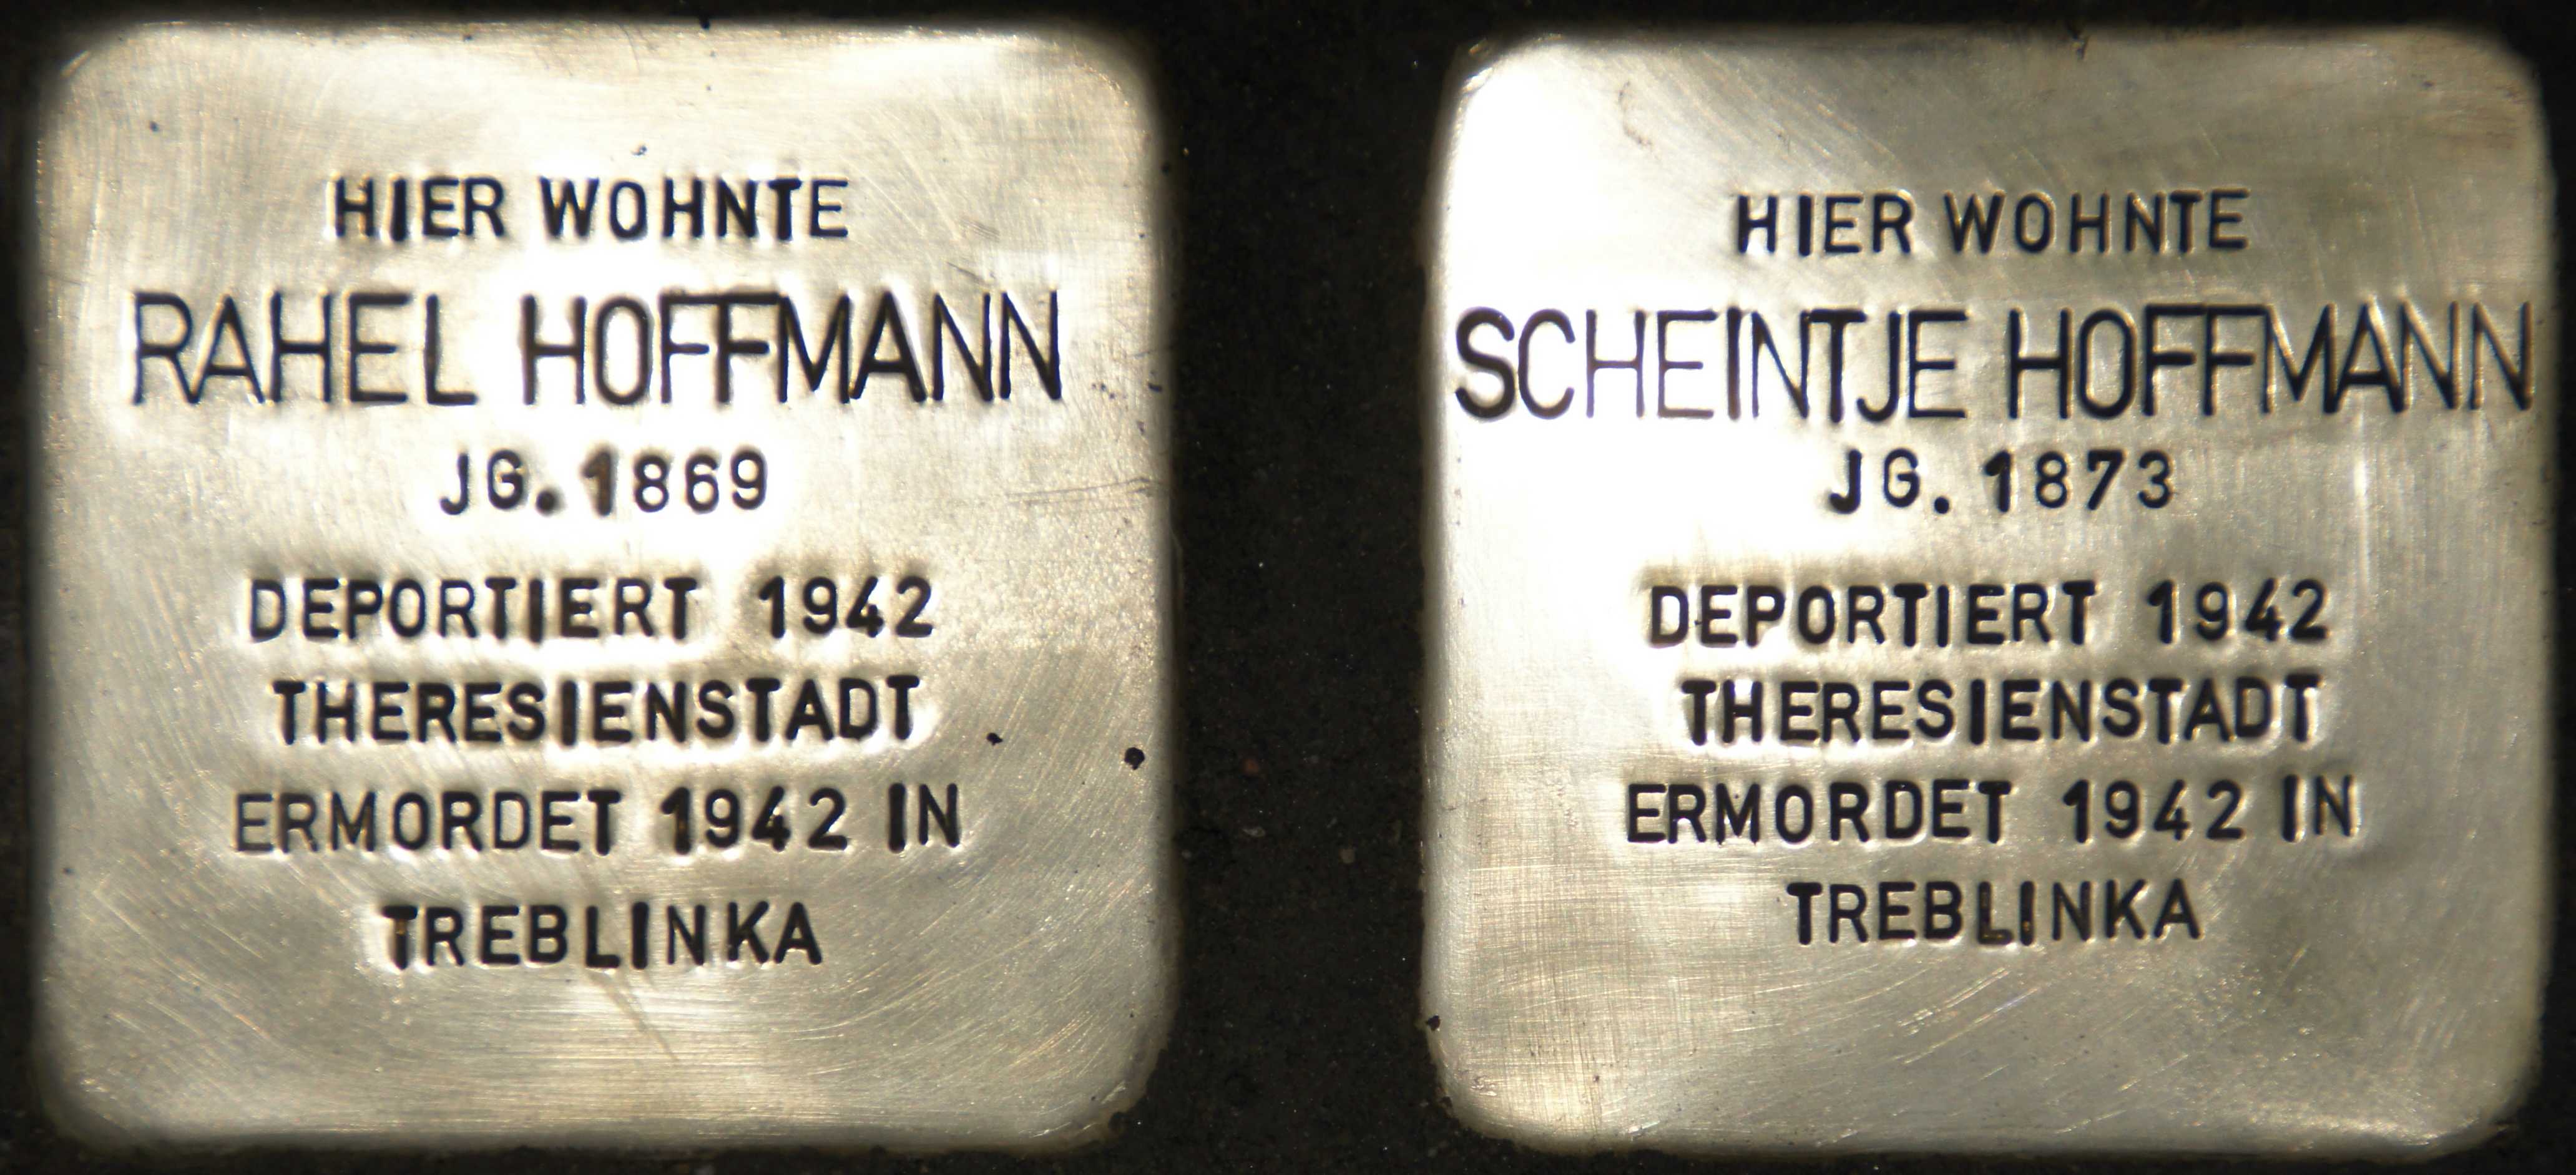 HIER WOHNTE
RAHEL HOFFMANN
JG. 1869
DEPORTIERT 1942
THERESIENSTADT
ERMORDET 1942 IN
TREBLINKA
HIER WOHNTE
SCHEINTJE HOFFMANN
JG. 1873
DEPORTIERT 1942
THERESIENSTADT
ERMORDET 1942 IN
TREBLINKA